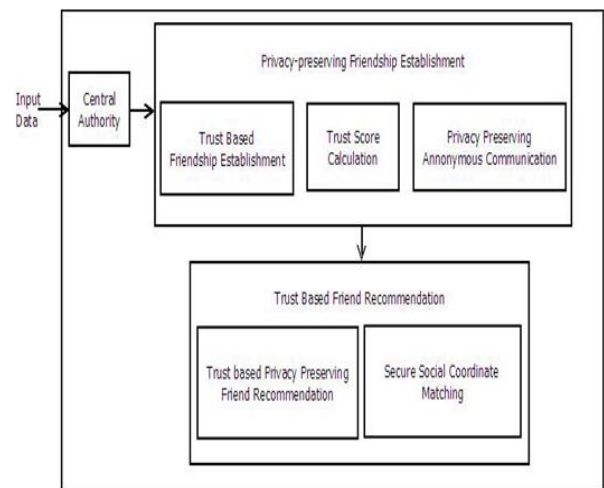 Input
Data
Central
Authority
Privacy-preserving Friendship Establishment
Trust Based
Friendship Establishment
Trust Score
Calculation
Privacy Preserving
Annonymous Communication
Trust Based Friend Recommendation
Trust based Privacy Preserving
Friend Recommendation
Secure Social Coordinate
Matching